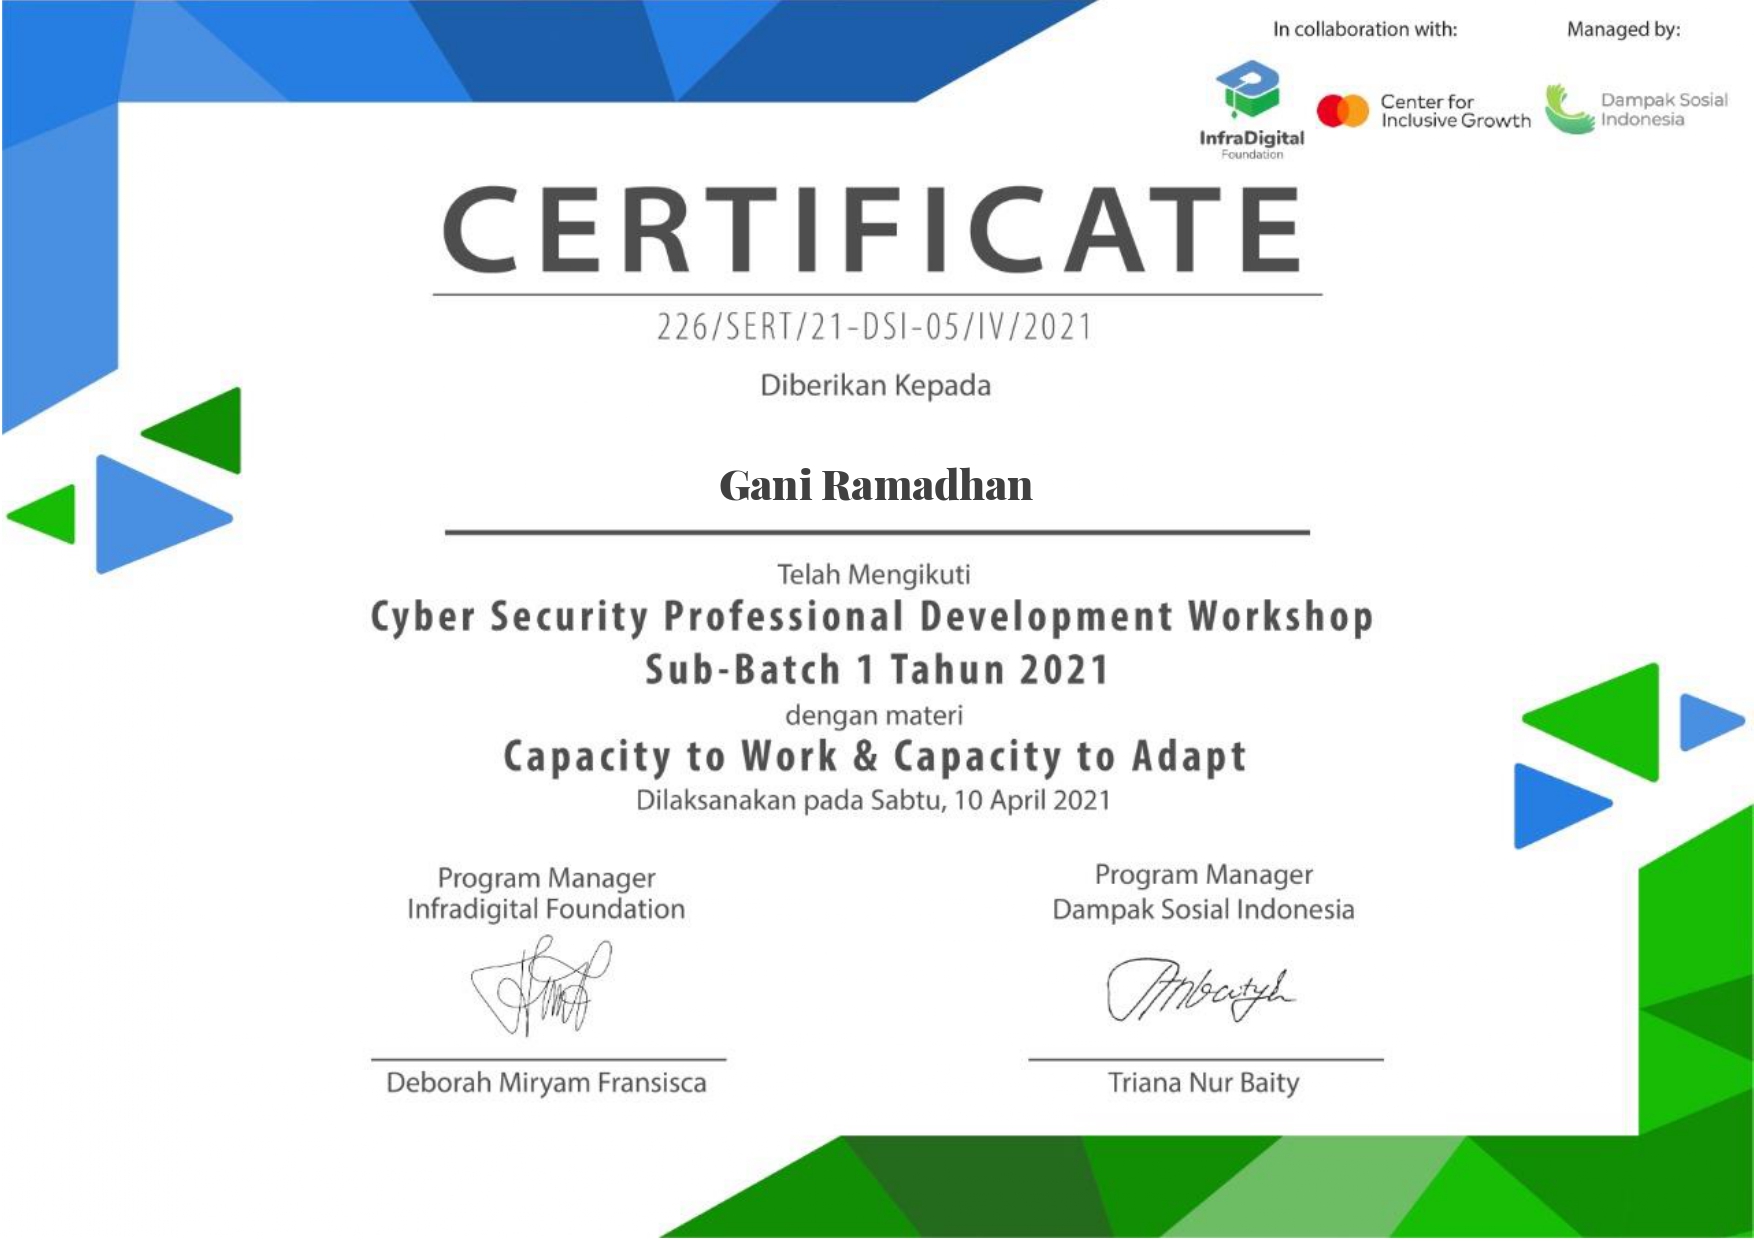 In collaboration with:
Managed by:
InfraDigital
Foundation
Center for
Inclusive Growth
Dampak Sosial
Indonesia
CERTIFICATE
226/SERT/21-DSI-05/IV/2021
Diberikan Kepada
Gani Ramadhan
Telah Mengikuti
Cyber Security Professional Development Workshop
Sub-Batch 1 Tahun 2021
dengan materi
Capacity to Work & Capacity to Adapt
Dilaksanakan pada Sabtu, 10 April 2021
Program Manager
Infradigital Foundation
Deborah Miryam Fransisca
Program Manager
Dampak Sosial Indonesia
Triana Nur Baity